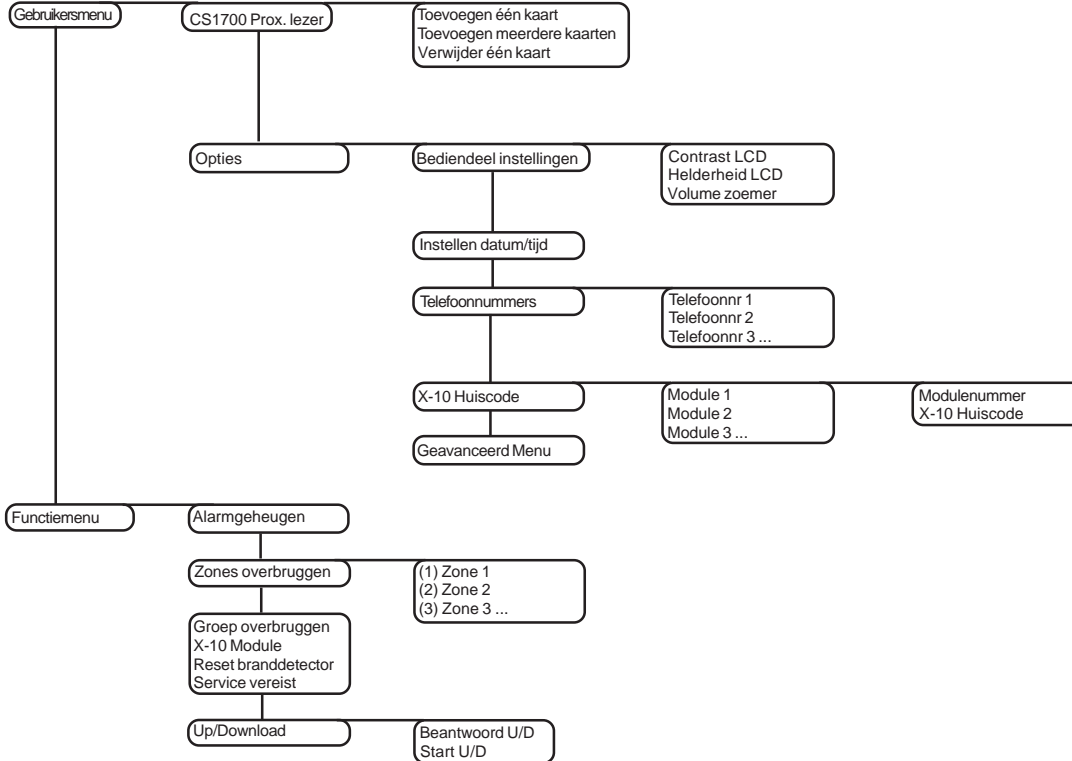 Gebruikersmenu
CS1700 Prox. lezer
Toevoegen één kaart
Toevoegen meerdere kaarten
Verwijder één kaart
Opties
Bediendeel instellingen
Contrast LCD
Helderheid LCD
Volume zoemer
Instellen datum/tijd
Telefoonnummers
Telefoonnr 1
Telefoonnr 2
Telefoonnr 3 ...
X-10 Huiscode
Module 1
Module 2
Module 3 ...
Modulenummer
X-10 Huiscode
Geavanceerd Menu
Functiemenu
Alarmgeheugen
Zones overbruggen
(1) Zone 1
(2) Zone 2
(3) Zone 3 ...
Groep overbruggen
X-10 Module
Reset branddetector
Service vereist
Up/Download
Beantwoord U/D
Start U/D